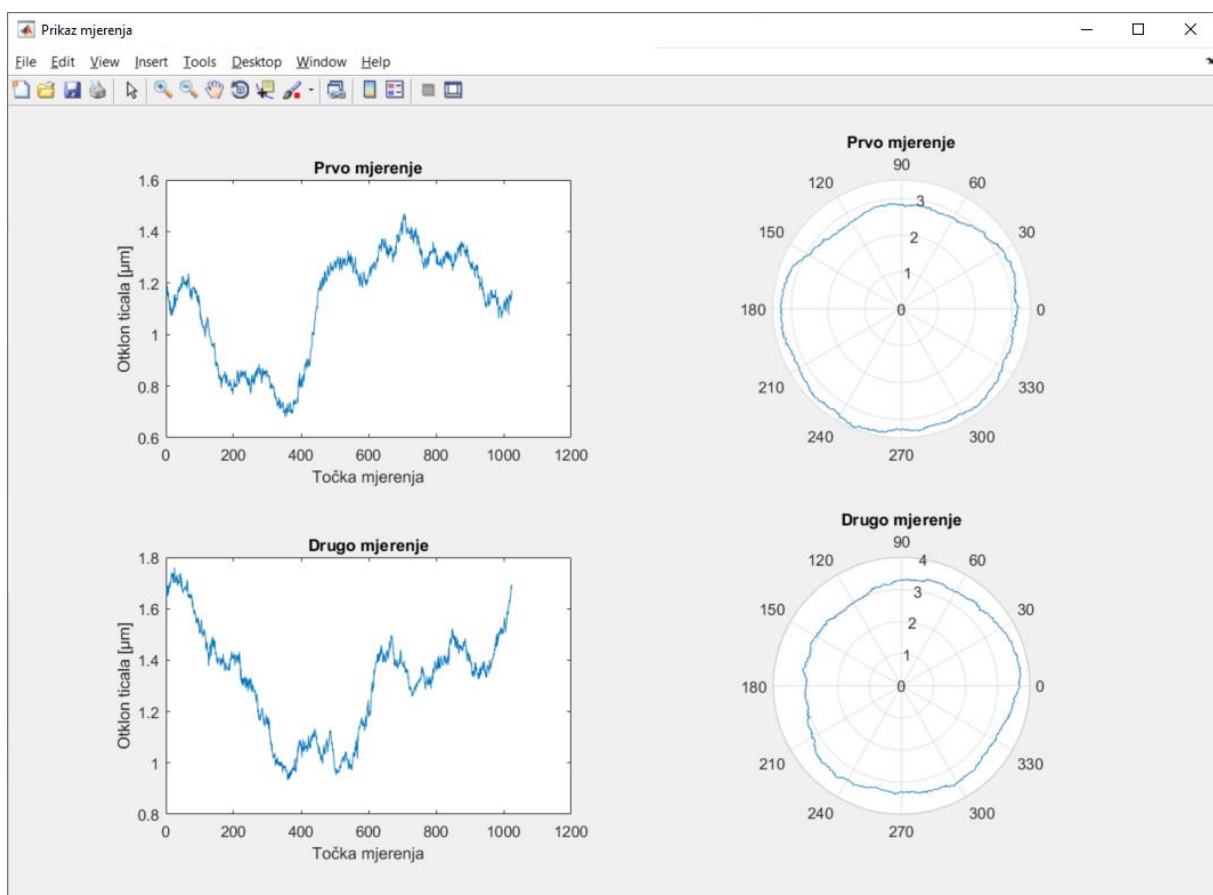 Prikaz mjerenja
File Edit View Insert Tools Desktop Window Help
Prvo mjerenje
1.6
1.4
1.2
1
0.8
0.6
Otklon ticala [µm]
0 200 400 600 800 1000 1200
Točka mjerenja
Prvo mjerenje
90
120 60
150 30
180 0
210 330
240 300
270
3
2
1
0
Drugo mjerenje
1.8
1.6
1.4
1.2
1
0.8
Otklon ticala [µm]
0 200 400 600 800 1000 1200
Točka mjerenja
Drugo mjerenje
90
120 60
150 30
180 0
210 330
240 300
270
4
3
2
1
0